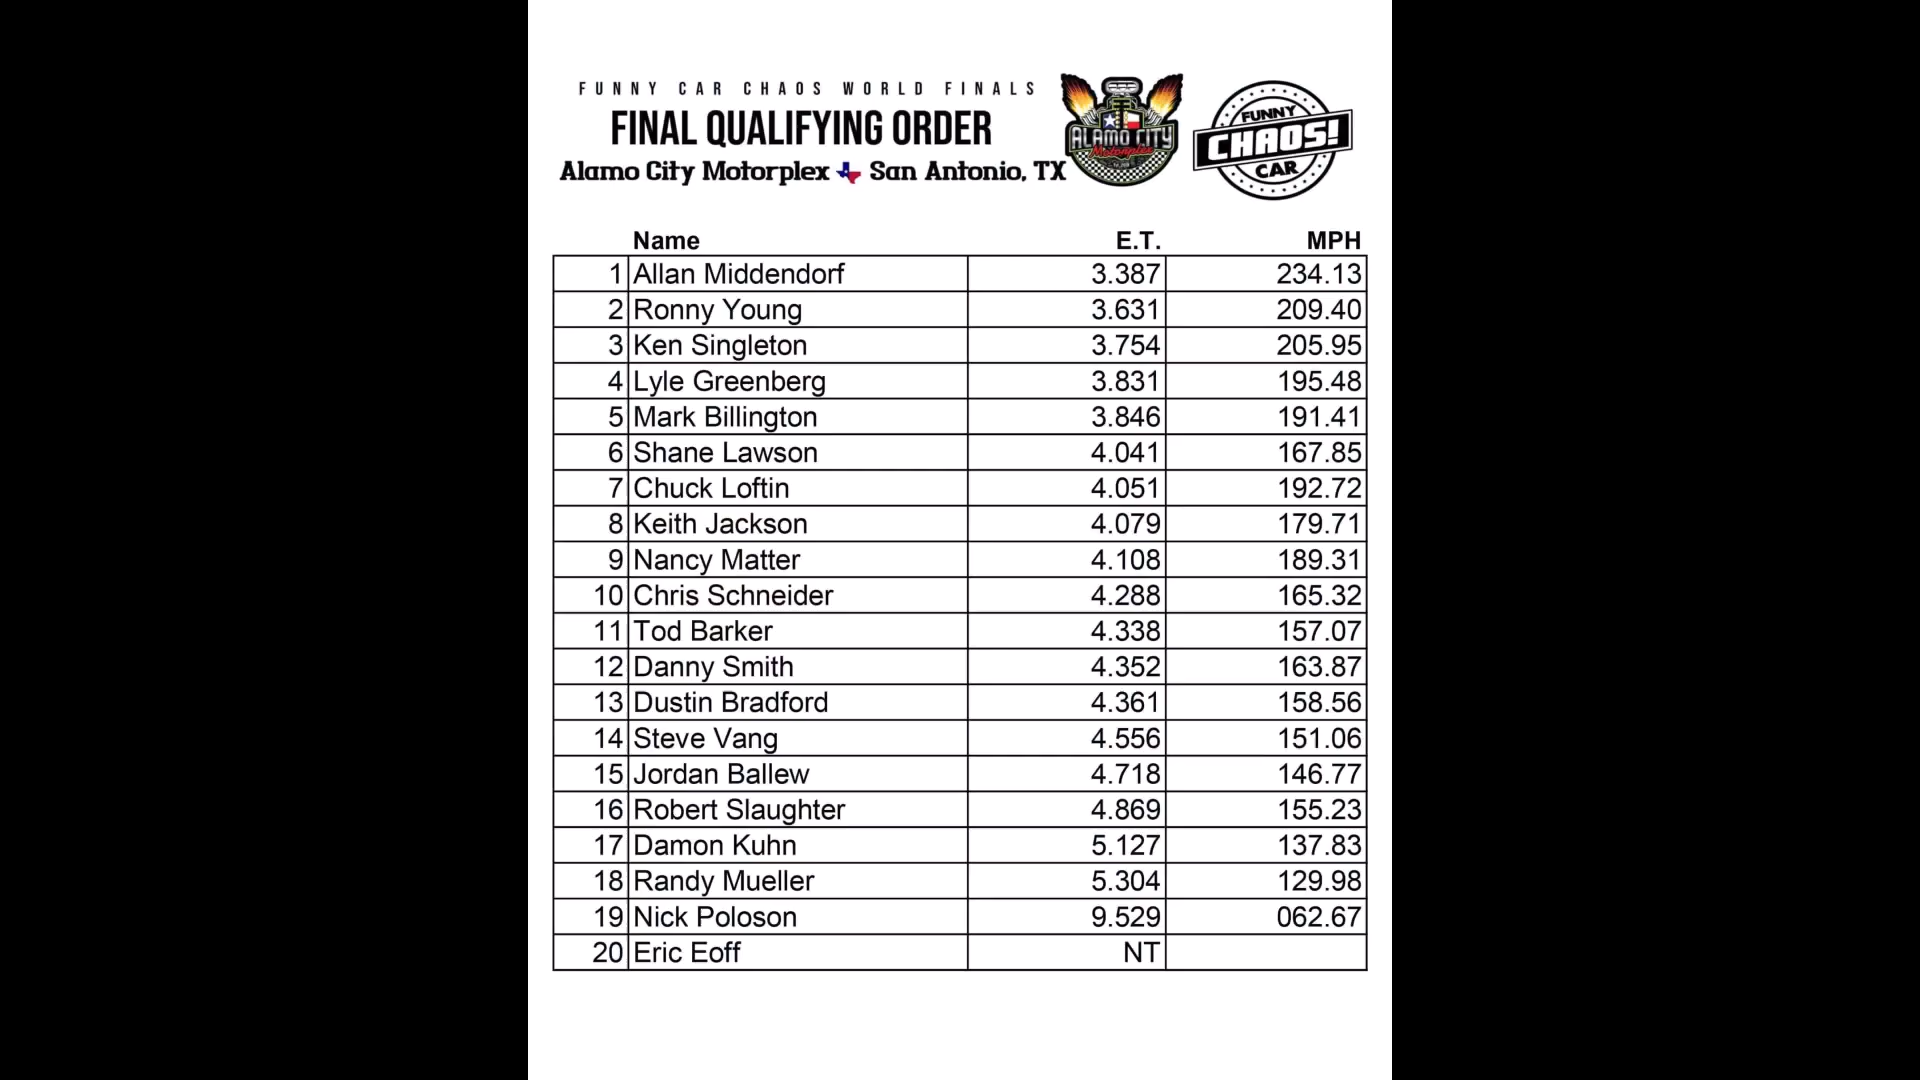 FUNNY CAR CHAOS WORLD FINALS
FINAL QUALIFYING ORDER
Alamo City Motorplex San Antonio, TX
ALAMO CITY
Motorplex
FUNNY
CHAOS!
CAR
Name E.T. MPH
1 Allan Middendorf 3.387 234.13
2 Ronny Young 3.631 209.40
3 Ken Singleton 3.754 205.95
4 Lyle Greenberg 3.831 195.48
5 Mark Billington 3.846 191.41
6 Shane Lawson 4.041 167.85
7 Chuck Loftin 4.051 192.72
8 Keith Jackson 4.079 179.71
9 Nancy Matter 4.108 189.31
10 Chris Schneider 4.288 165.32
11 Tod Barker 4.338 157.07
12 Danny Smith 4.352 163.87
13 Dustin Bradford 4.361 158.56
14 Steve Vang 4.556 151.06
15 Jordan Ballew 4.718 146.77
16 Robert Slaughter 4.869 155.23
17 Damon Kuhn 5.127 137.83
18 Randy Mueller 5.304 129.98
19 Nick Poloson 9.529 062.67
20 Eric Eoff NT